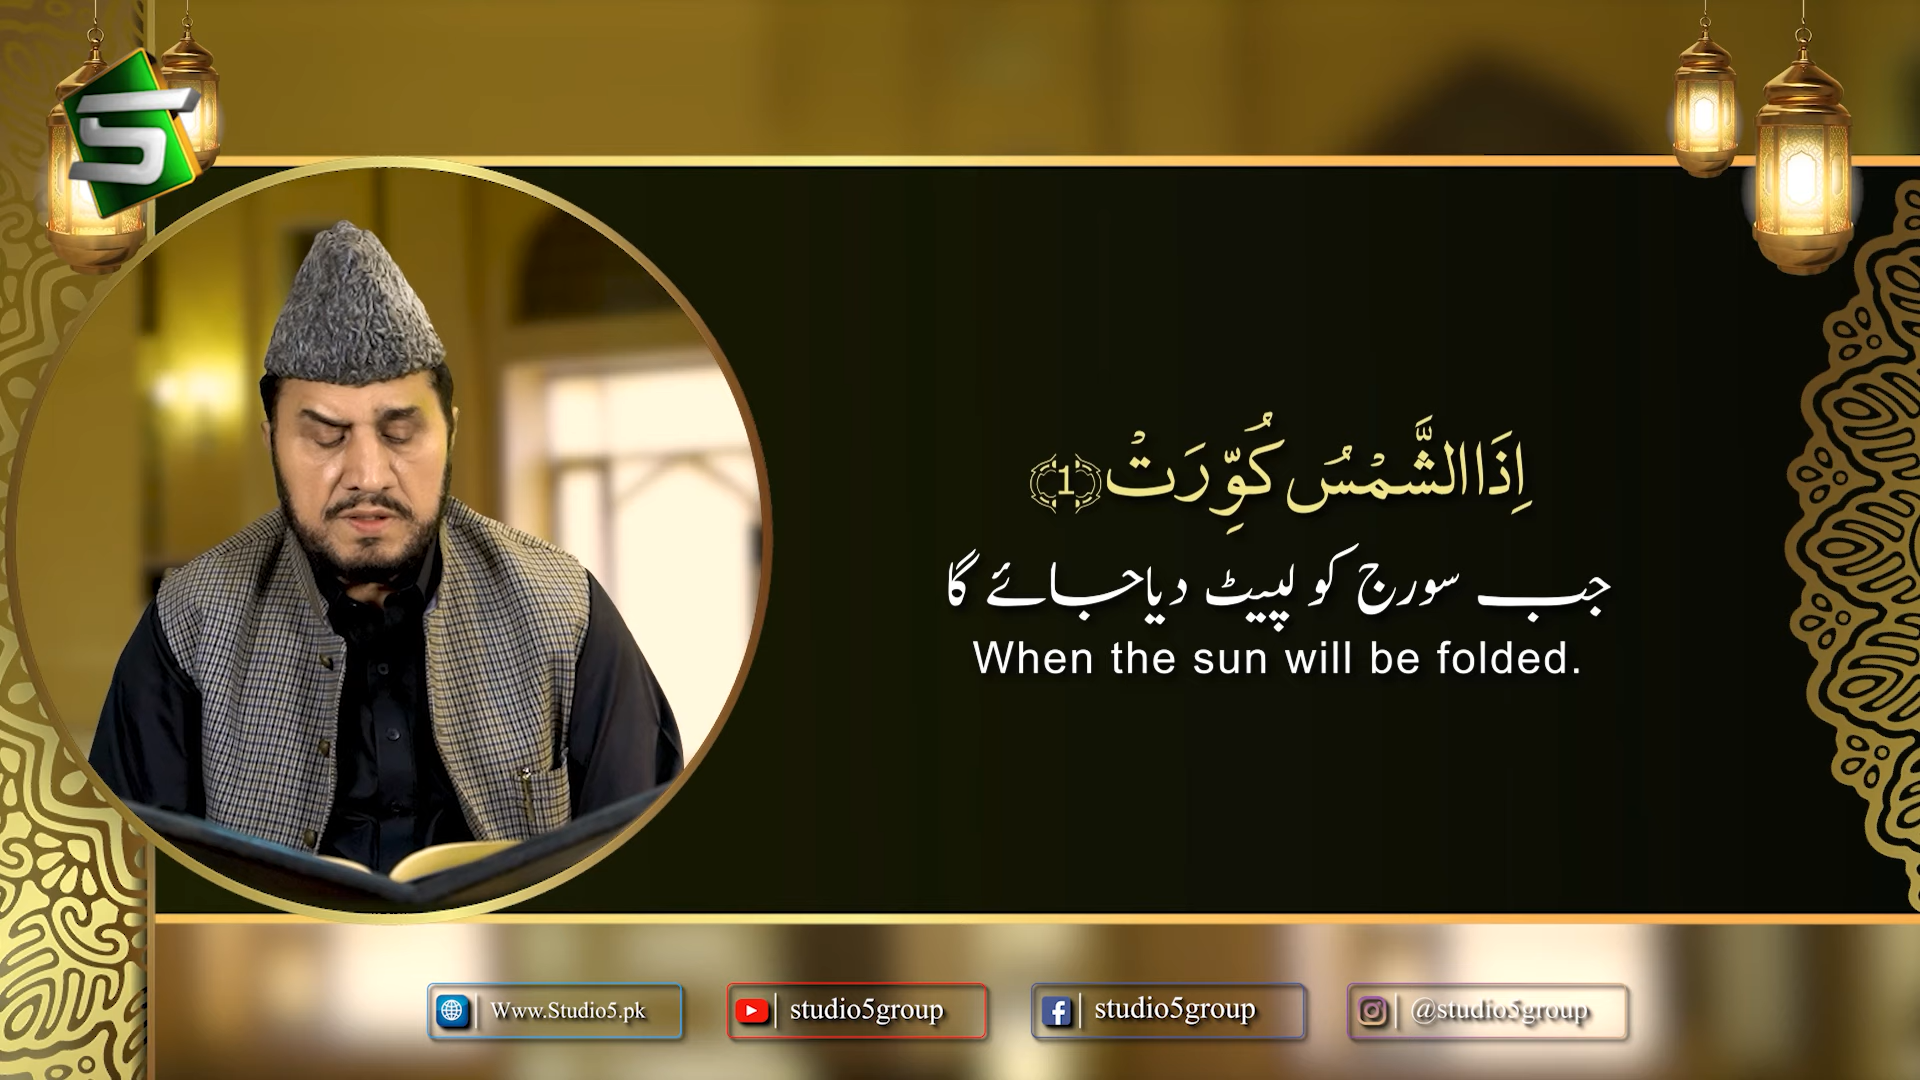 S
اِذَا الشَّمْسُ كُوِّرَتْ ﴿1﴾
جب سورج کو لپیٹ دیا جائے گا
When the sun will be folded.
Www.Studio5.pk
studio5group
studio5group
@studio5group